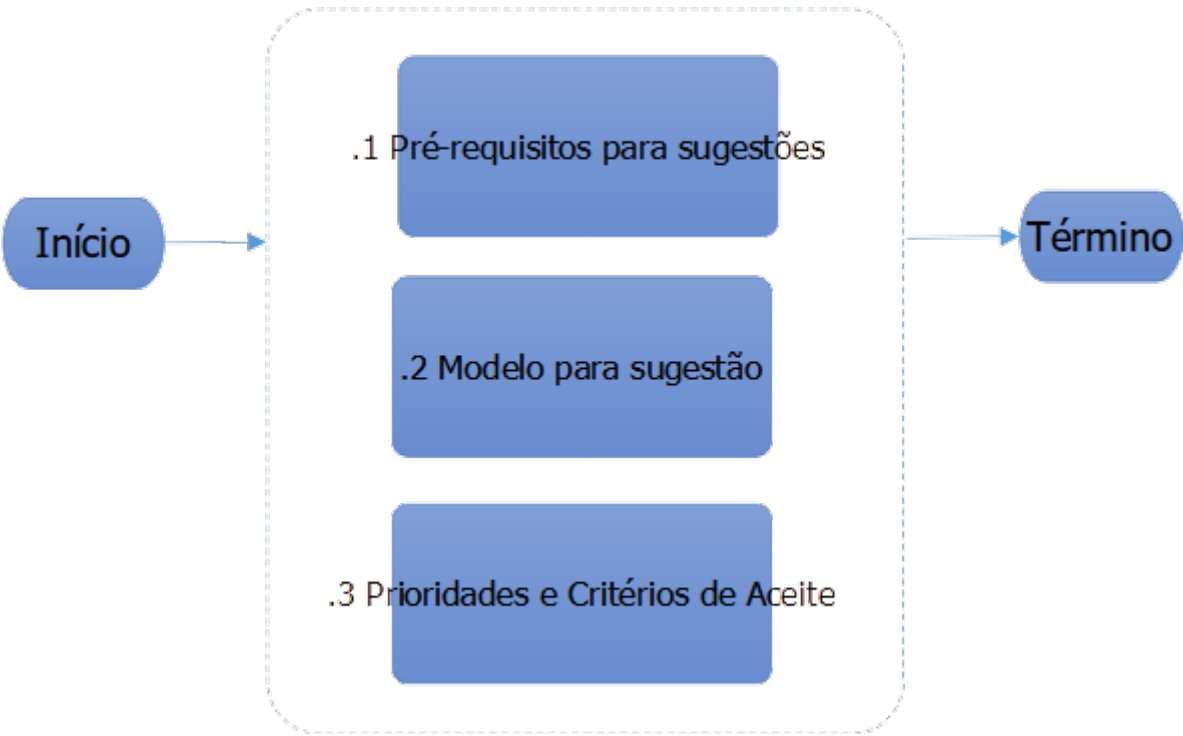 Início
.1 Pré-requisitos para sugestões
.2 Modelo para sugestão
.3 Prioridades e Critérios de Aceite
Término